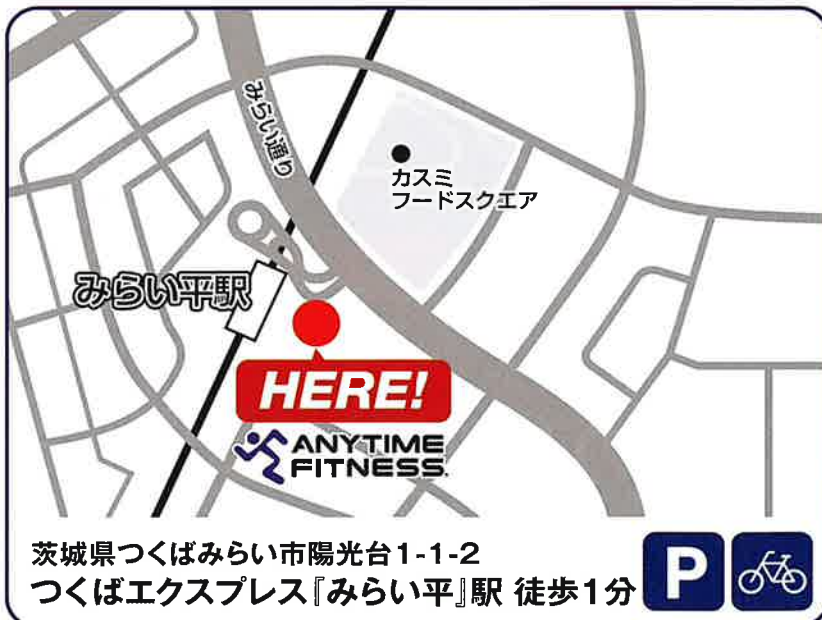 みらい通り
カスミ
フードスクエア
みらい平駅
HERE!
ANYTIME
FITNESS.
茨城県つくばみらい市陽光台1-1-2
つくばエクスプレス『みらい平』駅 徒歩1分
P